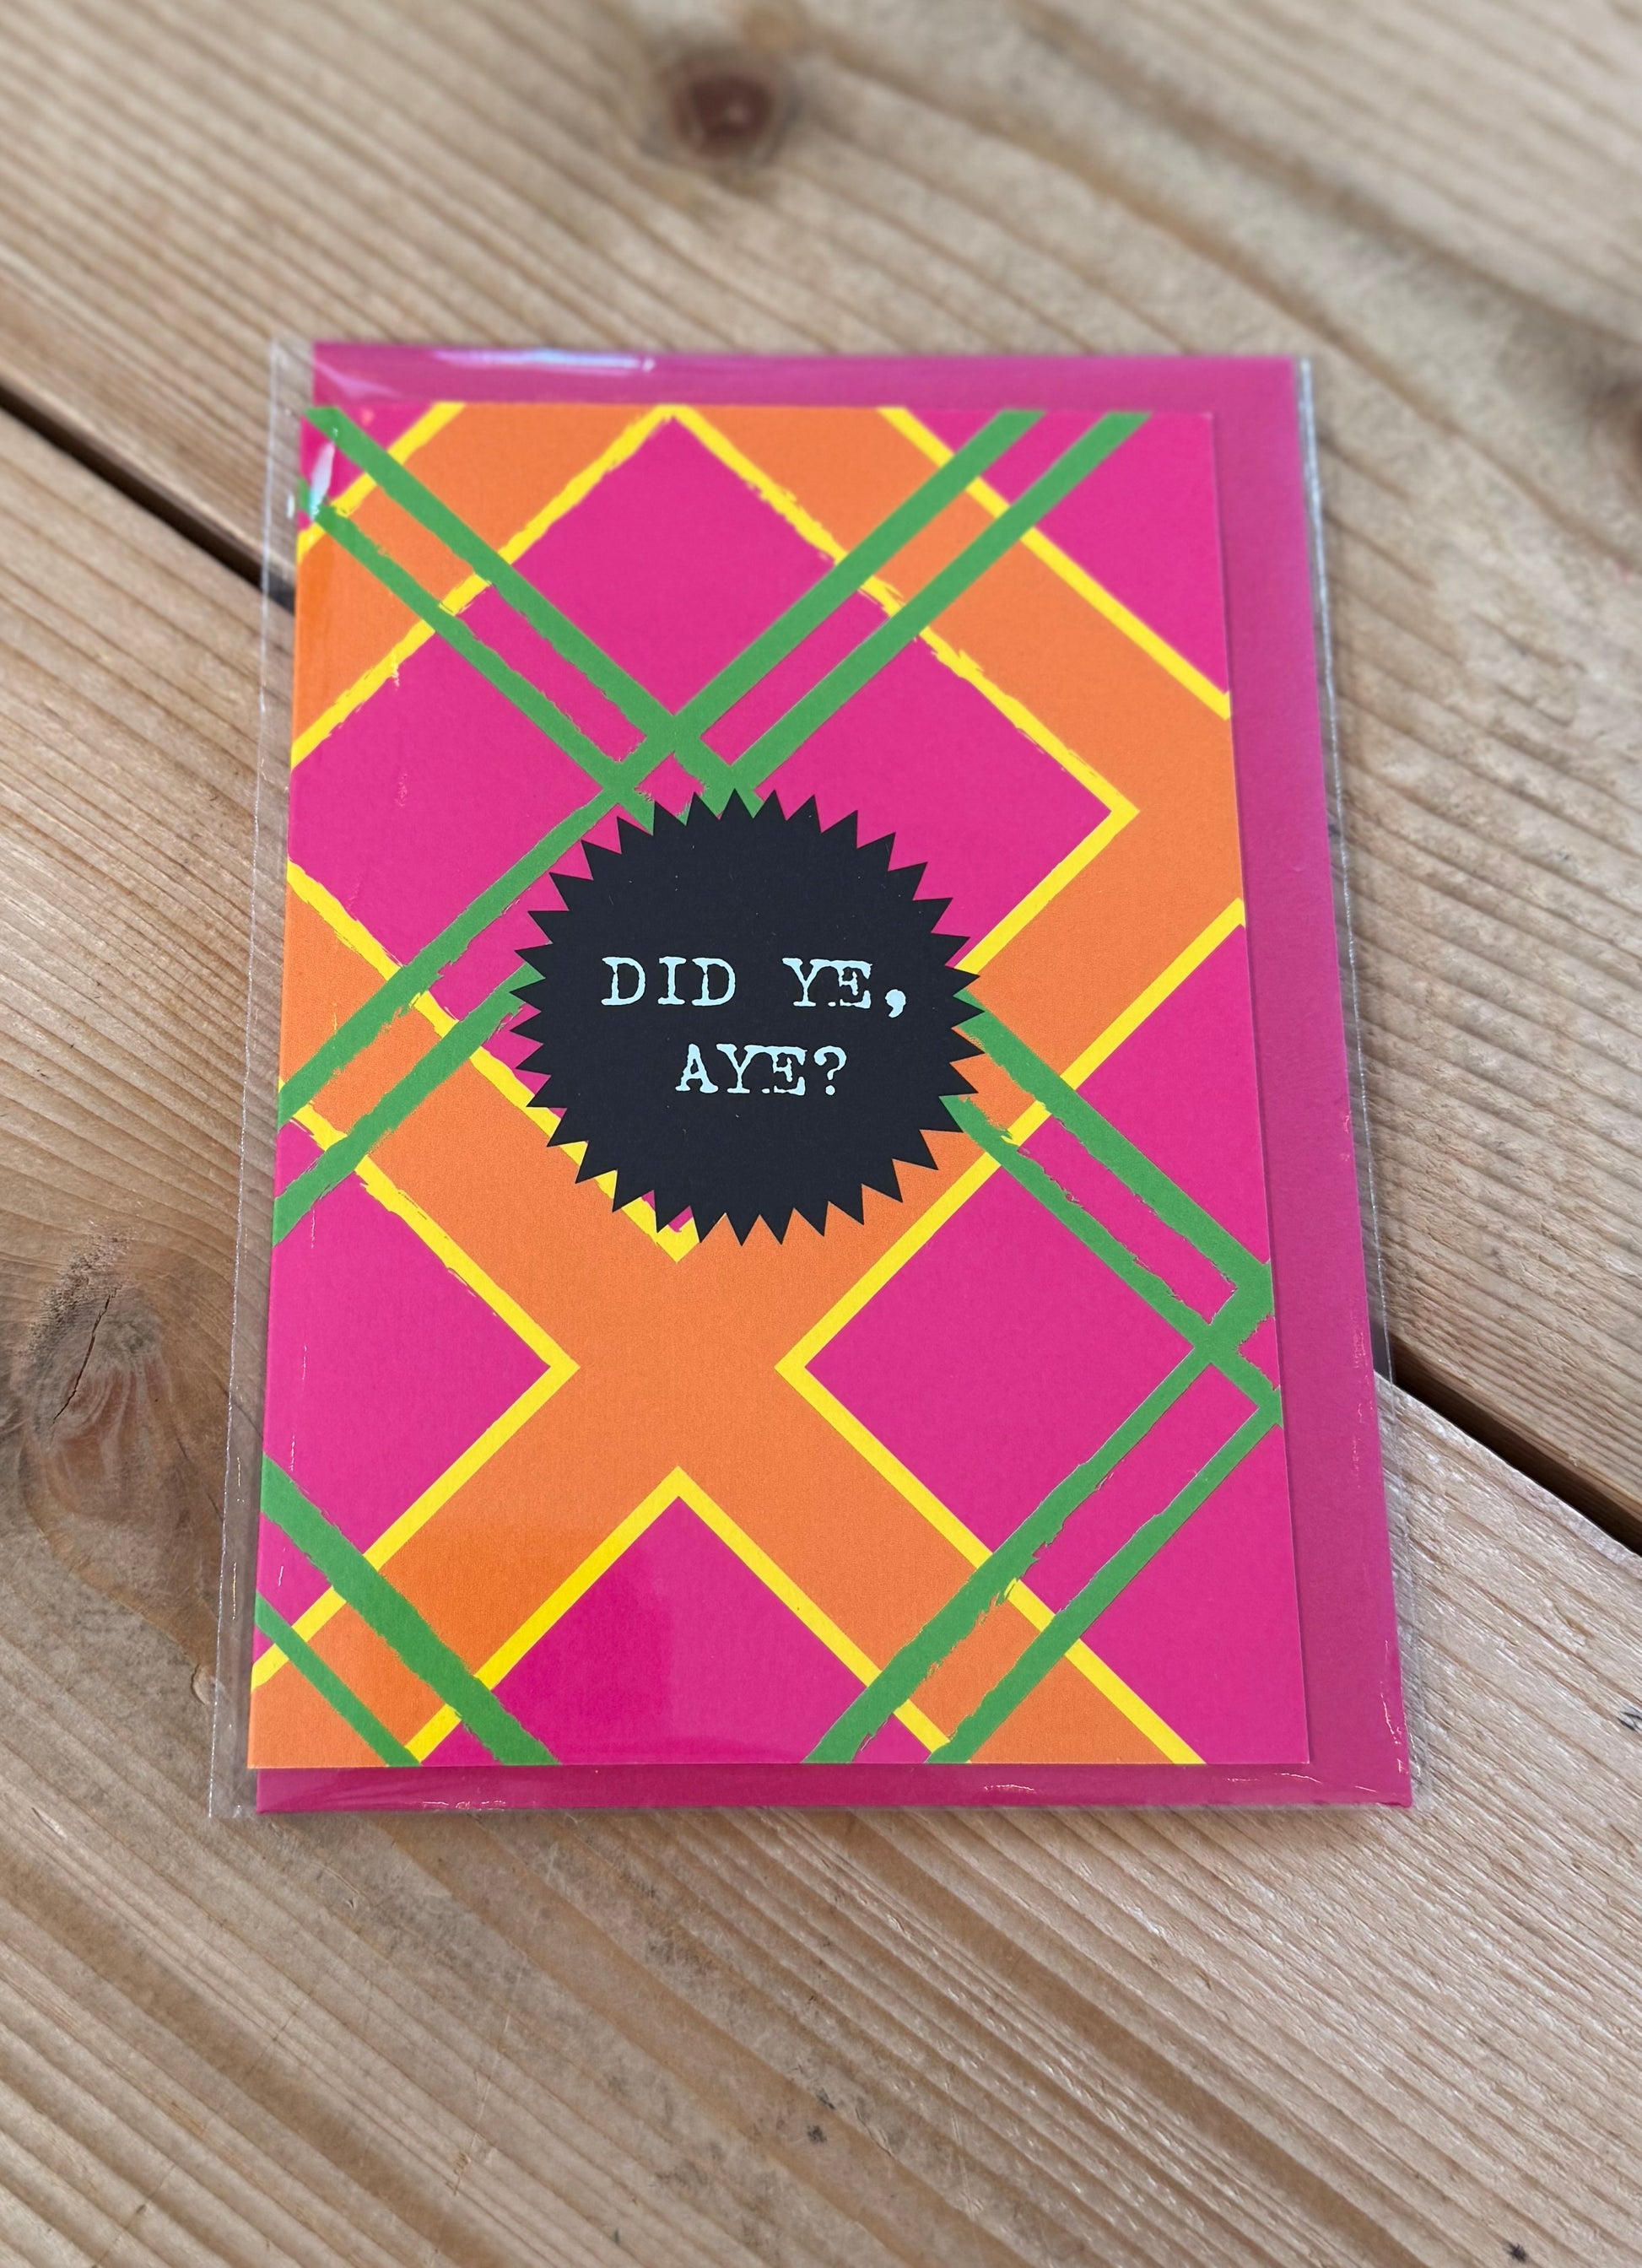 DID YE,
AYE?